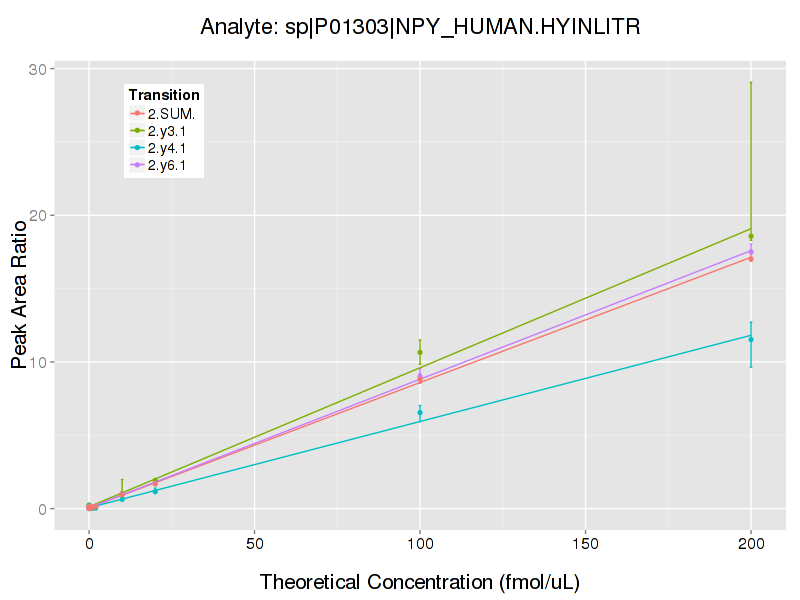 Analyte: sp|P01303|NPY_HUMAN.HYINLITR
Transition
2.SUM.
2.y3.1
2.y4.1
2.y6.1
30
20
10
0
Peak Area Ratio
0 50 100 150 200
Theoretical Concentration (fmol/uL)